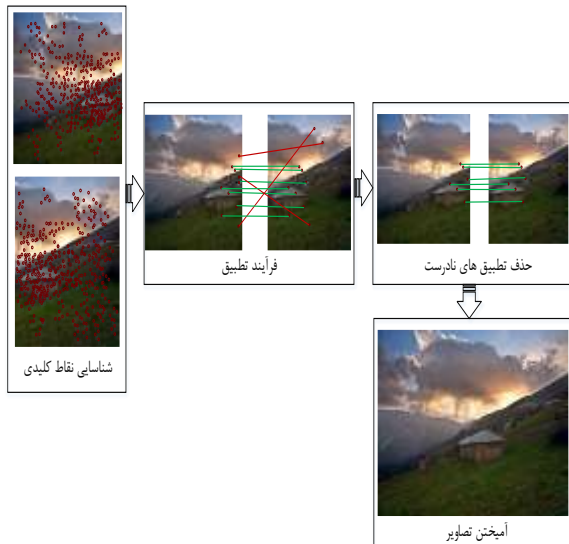 شناسایی نقاط کلیدی
فرآیند تطبیق
حذف تطبیق های نادرست
آمیختن تصاویر